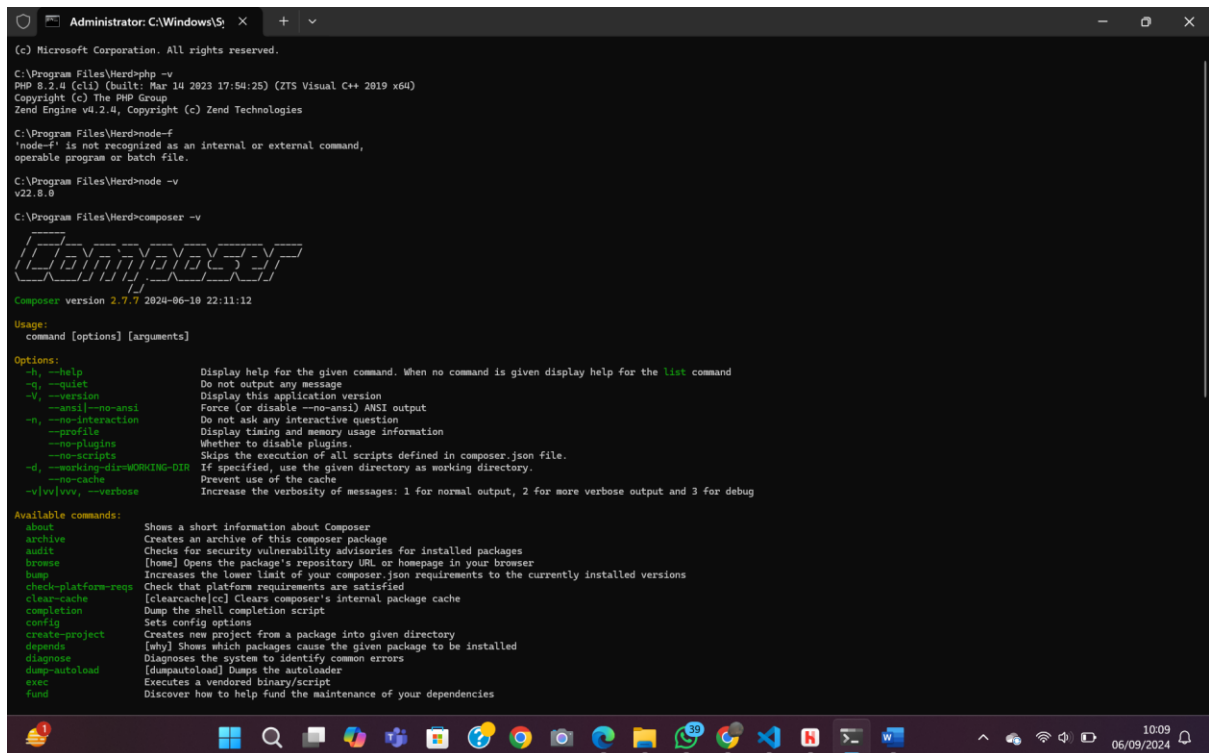 Administrator: C:\Windows\Sy
(c) Microsoft Corporation. All rights reserved.
C:\Program Files\Herd>php -v
PHP 8.2.4 (cli) (built: Mar 14 2023 17:54:25) (ZTS Visual C++ 2019 x64)
Copyright (c) The PHP Group
Zend Engine v4.2.4, Copyright (c) Zend Technologies
C:\Program Files\Herd>node-f
'node-f' is not recognized as an internal or external command,
operable program or batch file.
C:\Program Files\Herd>node -v
v22.8.0
C:\Program Files\Herd>composer -v
Composer
Composer version 2.7.7 2024-06-10 22:11:12
Usage:
command [options] [arguments]
Options:
-h, --help Display help for the given command. When no command is given display help for the list command
-q, --quiet Do not output any message
-V, --version Display this application version
--ansi|--no-ansi Force (or disable --no-ansi) ANSI output
-n, --no-interaction Do not ask any interactive question
--profile Display timing and memory usage information
--no-plugins Whether to disable plugins.
--no-scripts Skips the execution of all scripts defined in composer.json file.
-d, --working-dir=WORKING-DIR If specified, use the given directory as working directory.
--no-cache Prevent use of the cache
-v|vv|vvv, --verbose Increase the verbosity of messages: 1 for normal output, 2 for more verbose output and 3 for debug
Available commands:
about Shows a short information about Composer
archive Creates an archive of this composer package
audit Checks for security vulnerability advisories for installed packages
browse [home] Opens the package's repository URL or homepage in your browser
bump Increases the lower limit of your composer.json requirements to the currently installed versions
check-platform-reqs Check that platform requirements are satisfied
clear-cache [clearcache|cc] Clears composer's internal package cache
completion Dump the shell completion script
config Sets config options
create-project Creates new project from a package into given directory
depends [why] Shows which packages cause the given package to be installed
diagnose Diagnoses the system to identify common errors
dump-autoload [dumpautoload] Dumps the autoloader
exec Executes a vendored binary/script
fund Discover how to help fund the maintenance of your dependencies
1
39
10:09
06/09/2024